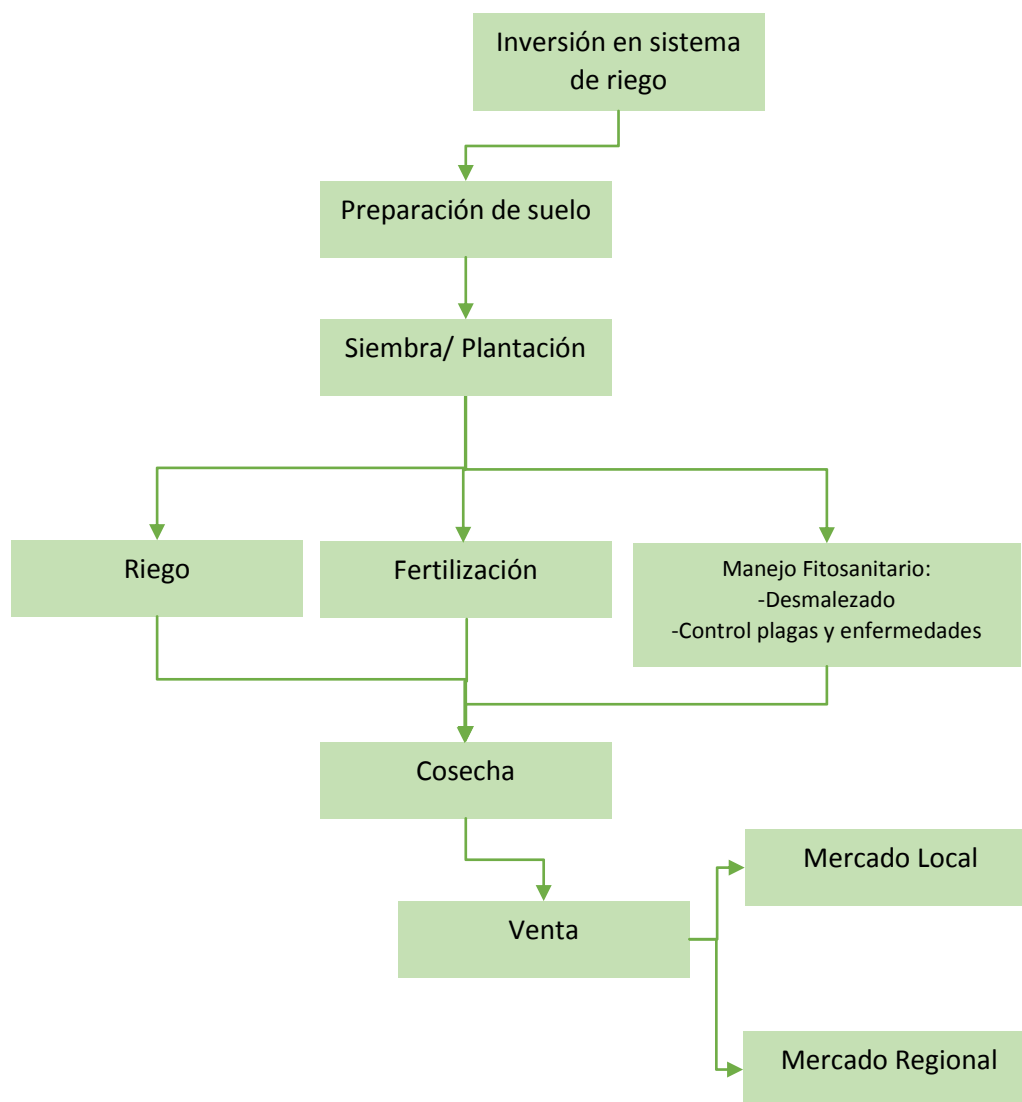 Inversión en sistema
de riego
Preparación de suelo
Siembra/ Plantación
Riego
Fertilización
Manejo Fitosanitario:
-Desmalezado
-Control plagas y enfermedades
Cosecha
Mercado Local
Venta
Mercado Regional